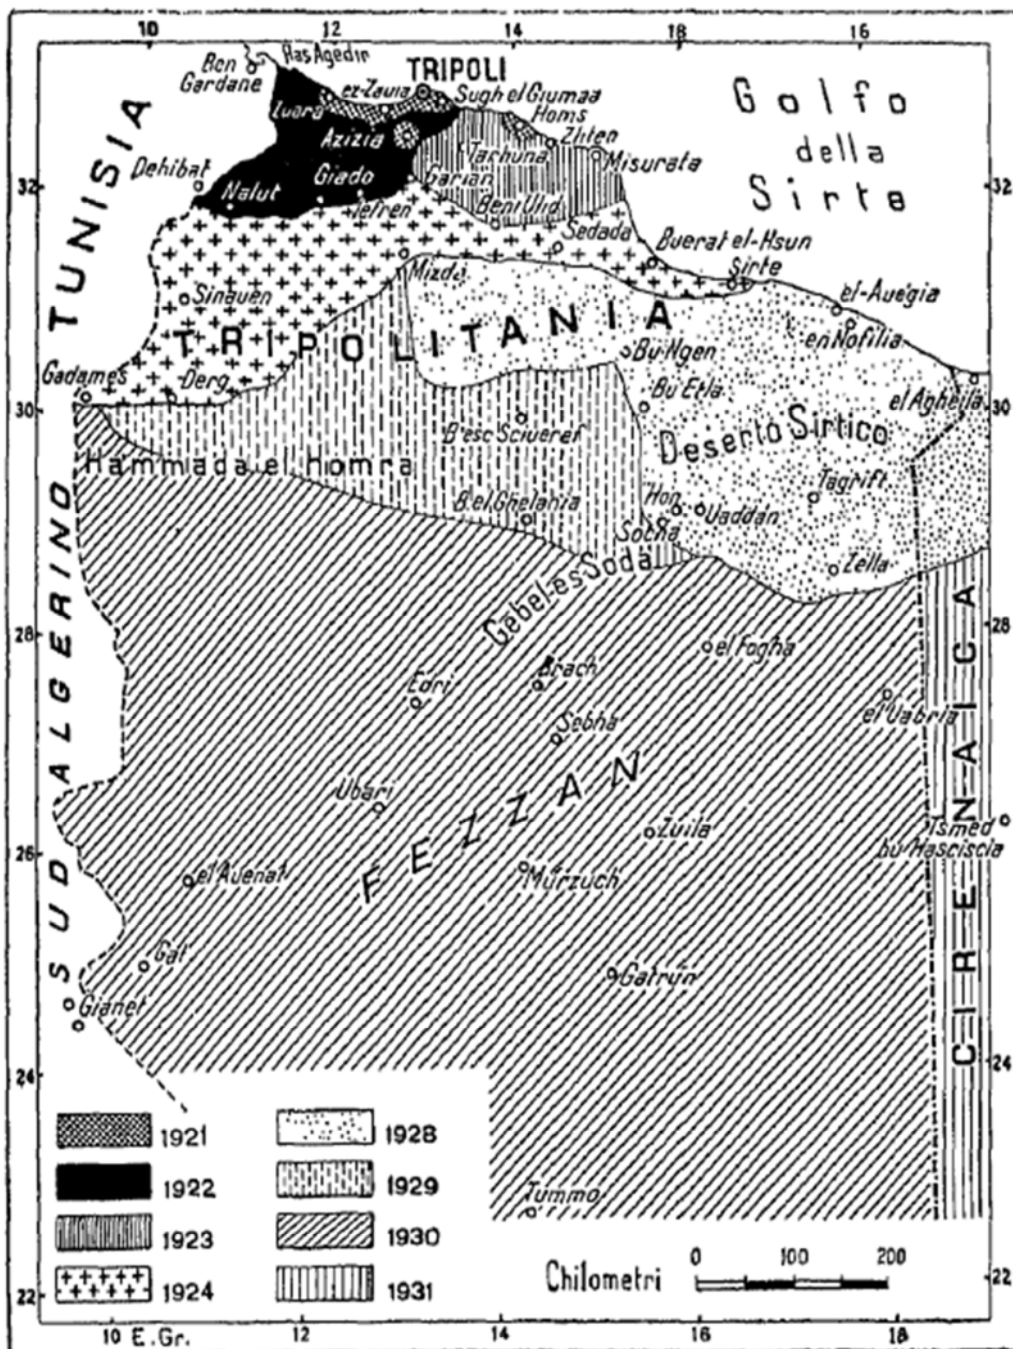 10 12 14 18 16
Ras Agedir
Ben
Gardane
TRIPOLI
ez-Zauia
Sugh el Giumaa
Zuara
Homs
Azizia
Zliten
Tarhuna
Misurata
Golfo
della
Sirte
TUNISIA
Dehibat
32
32
Nalut
Giado
Garian
Jefren
Beni Ulid
Sedada
Buerat el-Hsun
Mizda
Sirte
Sinauen
el-Auegia
en Nofilia
TRIPOLITANIA
Bu Ngen
Gadames
Derg
Bu Etla
el Agheila
30
30
B'esc Sciueref
Deserto Sirtico
Hammada el Homra
Tagrift
B. el Ghelania
Hon
Uaddan
Socna
Zella
Gebel es Soda
28
28
el Fogha
Brach
Edri
el Uabria
Sebha
SUD ALGERINO
Ubari
FEZZAN
Zuila
Tsmed
bu Hasciscia
26
CIRENAICA
el Auenat
Murzuch
Gat
Gatrun
Gianet
24
24
1921
1928
1922
1929
Tummo
1923
1930
0 100 200
Chilometri
1924
1931
22
22
10 E.Gr. 12 14 16 18